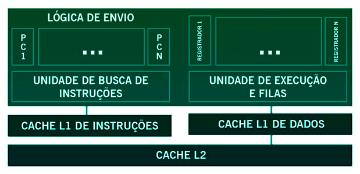 LÓGICA DE ENVIO
PC1
...
PCN
REGISTRADOR 1
...
REGISTRADOR N
UNIDADE DE BUSCA DE
INSTRUÇÕES
UNIDADE DE EXECUÇÃO
E FILAS
CACHE L1 DE INSTRUÇÕES
CACHE L1 DE DADOS
CACHE L2